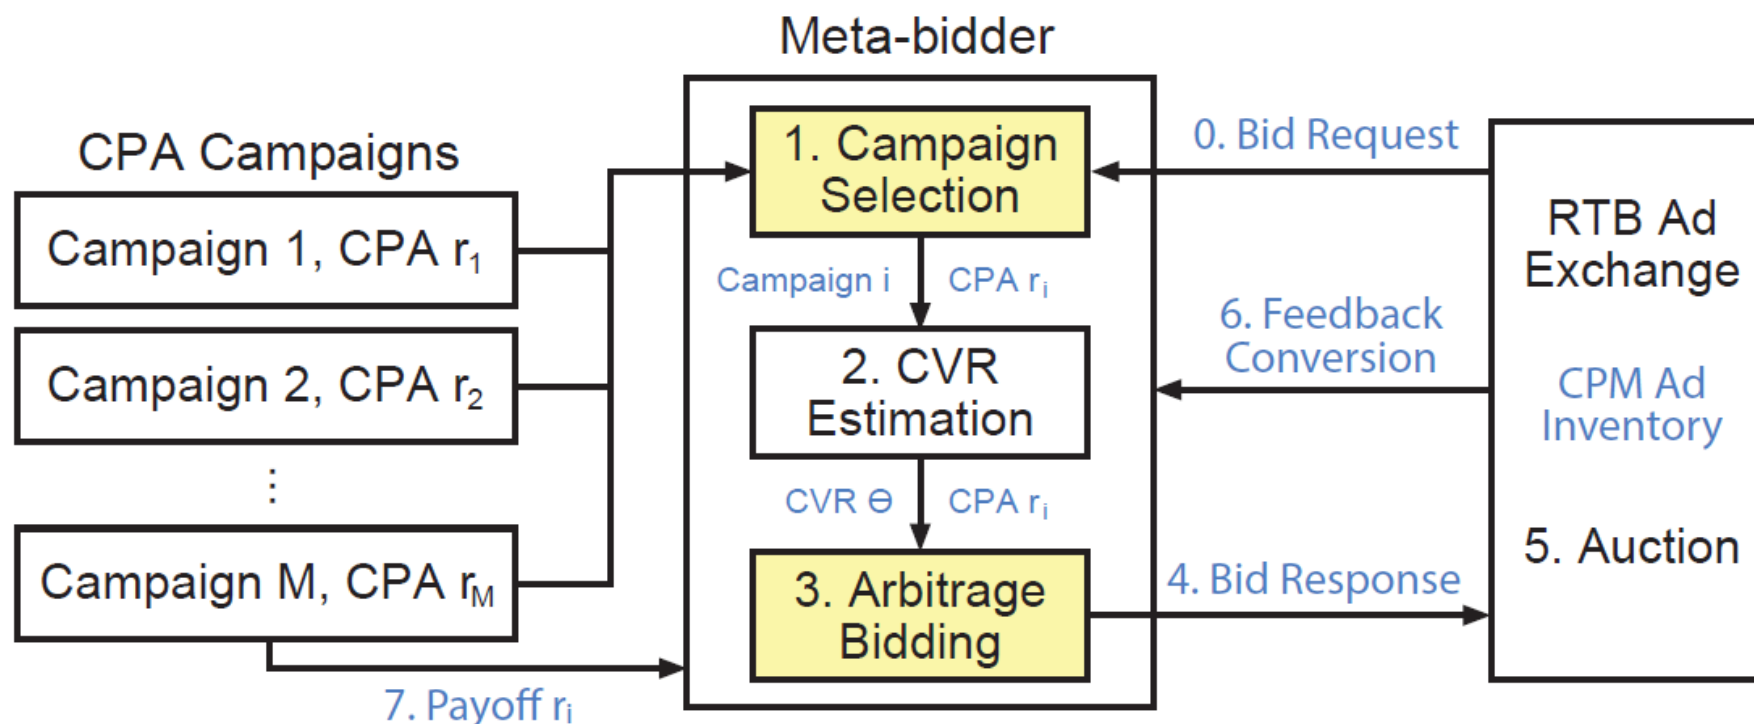 Meta-bidder
CPA Campaigns
Campaign 1, CPA r₁
Campaign 2, CPA r₂
⋮
Campaign M, CPA r_M
7. Payoff rᵢ
1. Campaign
Selection
Campaign i
CPA rᵢ
2. CVR
Estimation
CVR Θ
CPA rᵢ
3. Arbitrage
Bidding
0. Bid Request
6. Feedback
Conversion
4. Bid Response
RTB Ad
Exchange
CPM Ad
Inventory
5. Auction